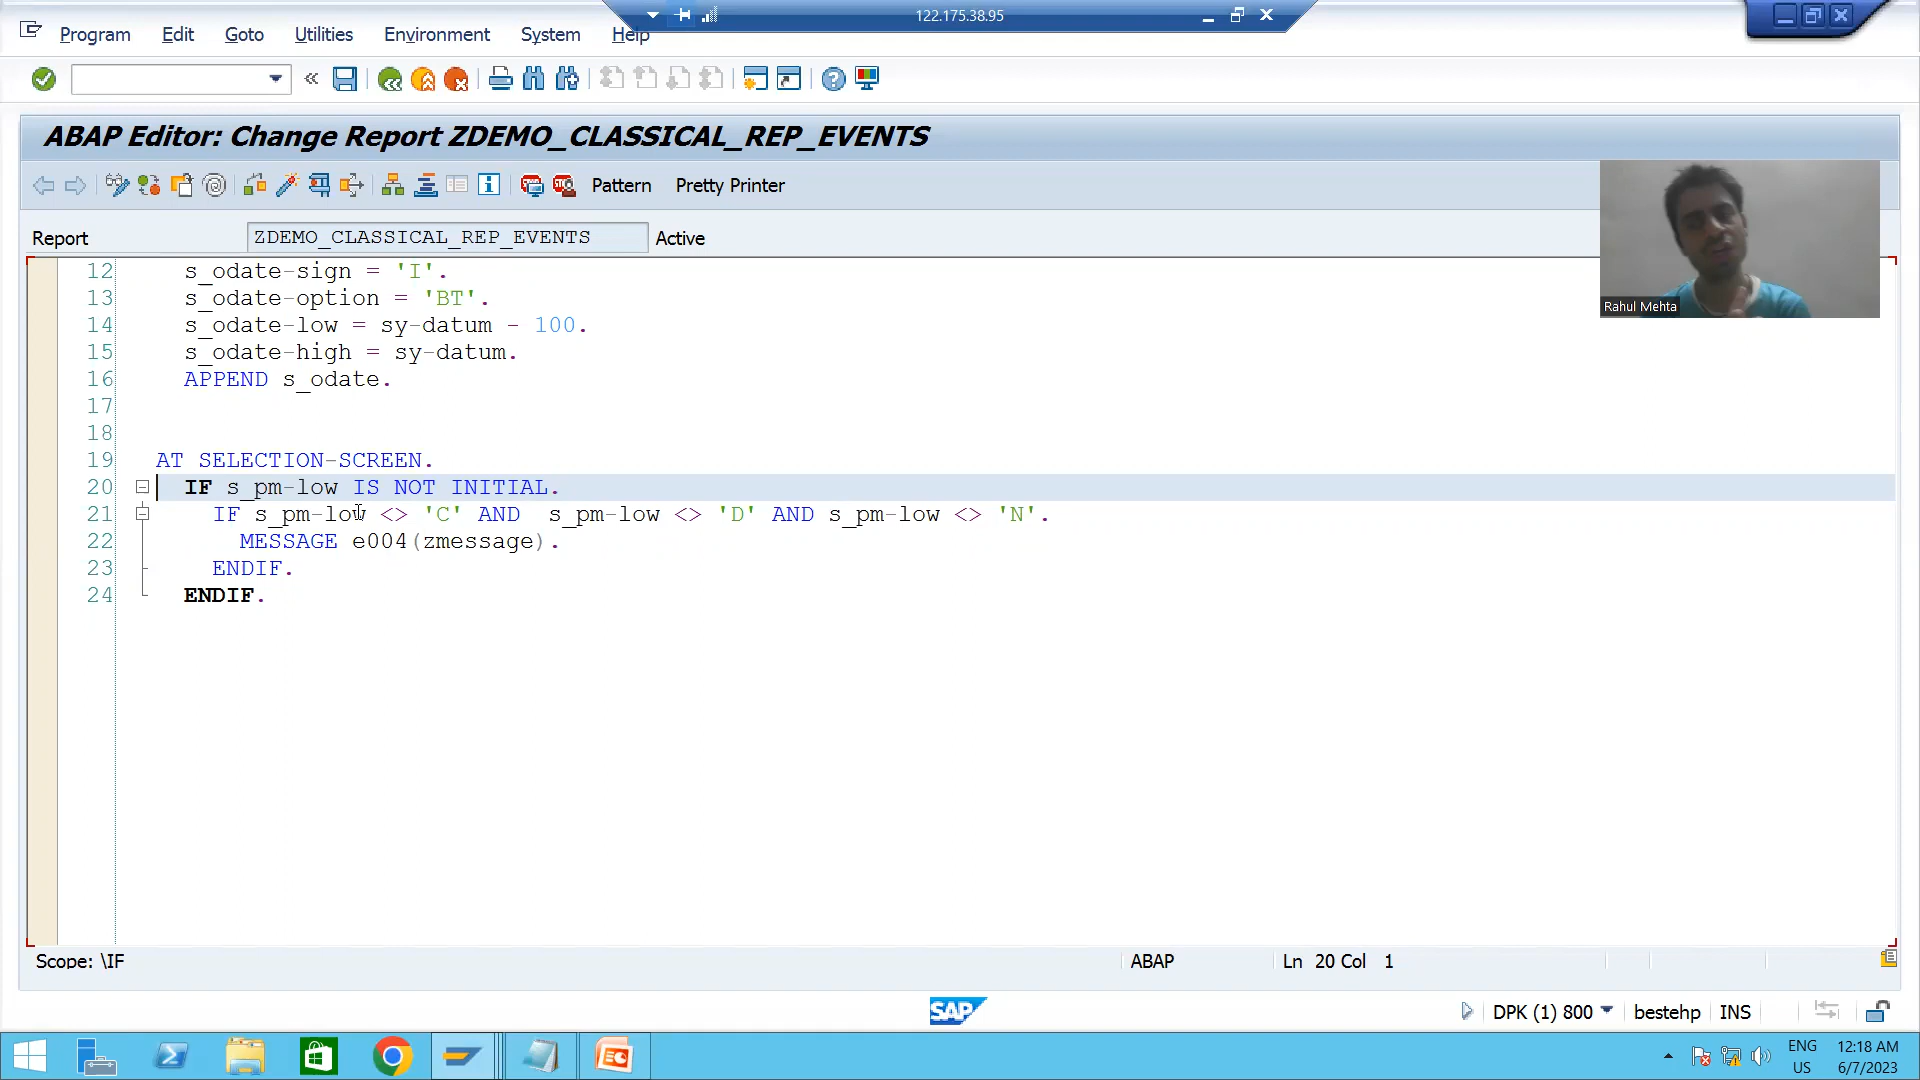 122.175.38.95
Program Edit Goto Utilities Environment System Help
ABAP Editor: Change Report ZDEMO_CLASSICAL_REP_EVENTS
Pattern Pretty Printer
Report ZDEMO_CLASSICAL_REP_EVENTS Active
Rahul Mehta
12 s_odate-sign = 'I'.
13 s_odate-option = 'BT'.
14 s_odate-low = sy-datum - 100.
15 s_odate-high = sy-datum.
16 APPEND s_odate.
17
18
19 AT SELECTION-SCREEN.
20 IF s_pm-low IS NOT INITIAL.
21 IF s_pm-low <> 'C' AND s_pm-low <> 'D' AND s_pm-low <> 'N'.
22 MESSAGE e004(zmessage).
23 ENDIF.
24 ENDIF.
Scope: \IF ABAP Ln 20 Col 1
SAP DPK (1) 800 bestehp INS
ENG 12:18 AM
US 6/7/2023